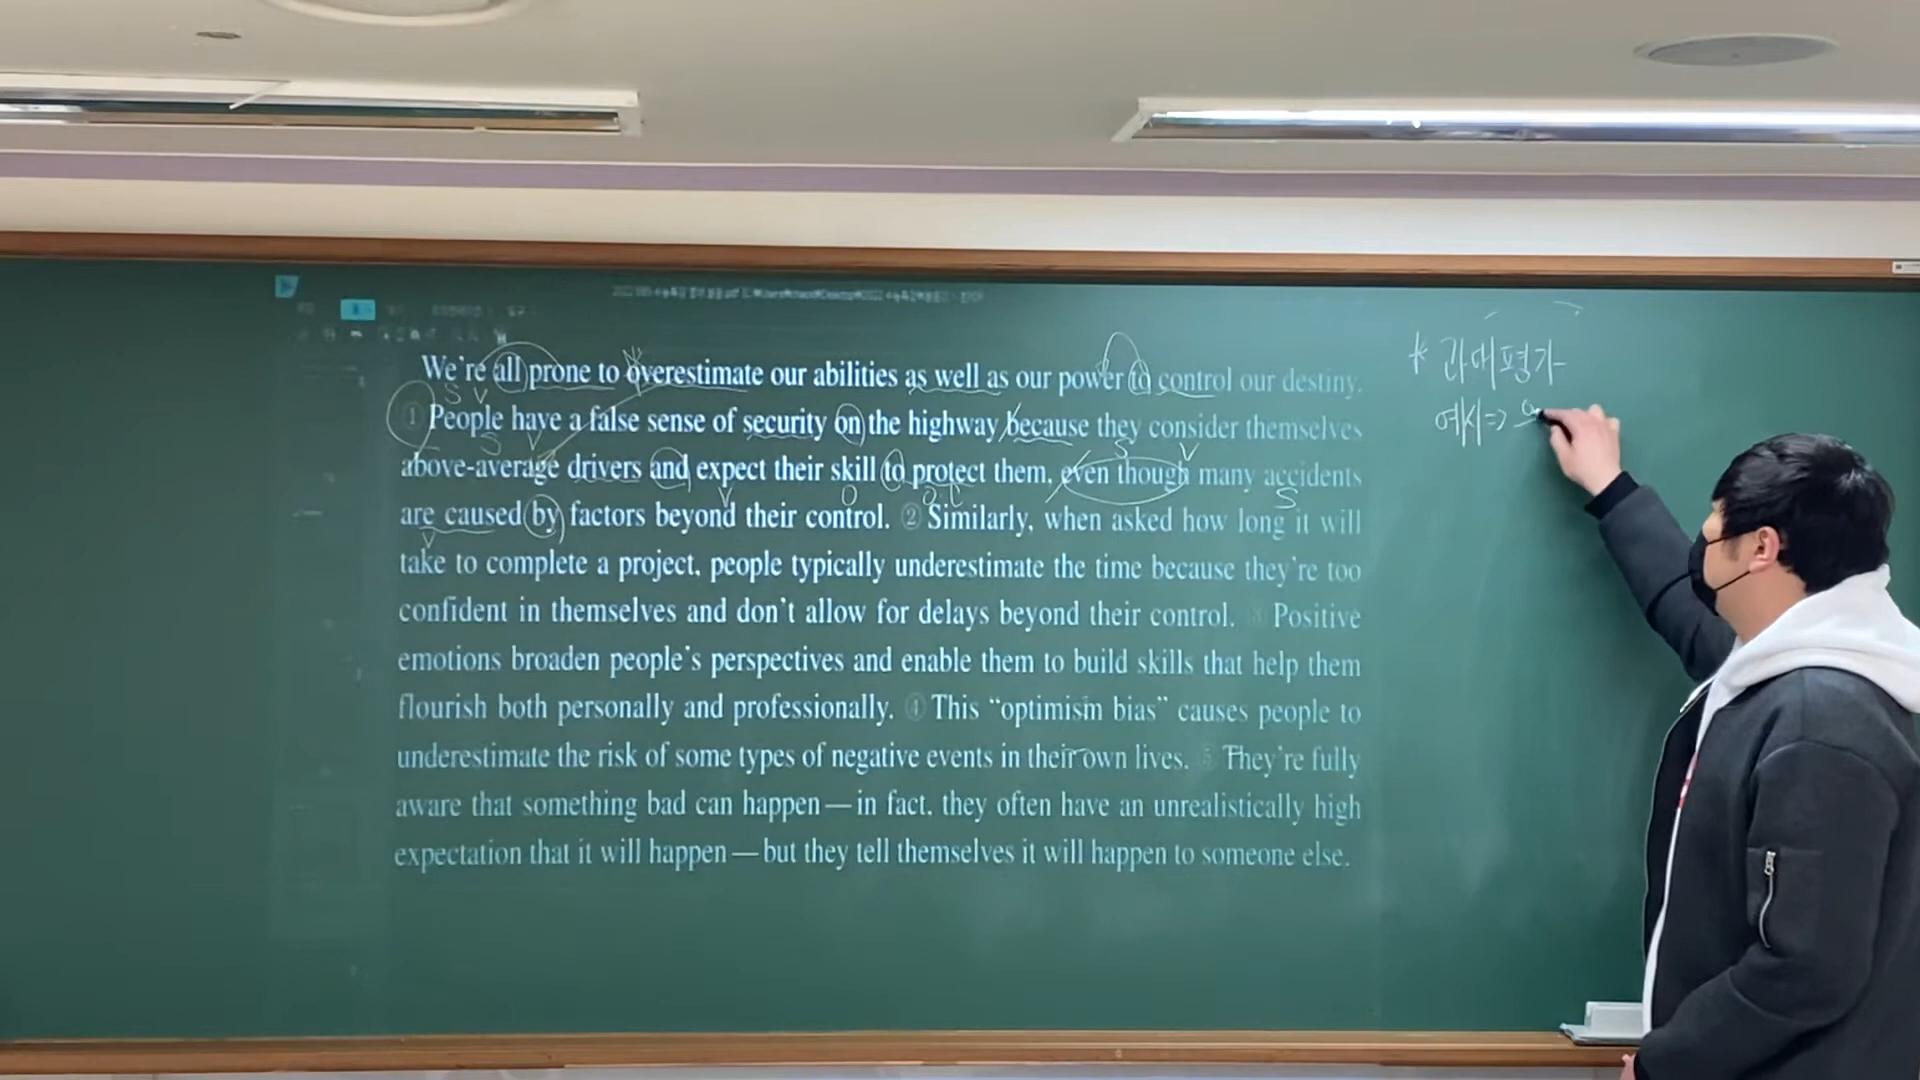 We're all prone to overestimate our abilities as well as our power to control our destiny.
① People have a false sense of security on the highway because they consider themselves
above-average drivers and expect their skill to protect them, even though many accidents
are caused by factors beyond their control. ② Similarly, when asked how long it will
take to complete a project, people typically underestimate the time because they're too
confident in themselves and don't allow for delays beyond their control. ③ Positive
emotions broaden people's perspectives and enable them to build skills that help them
flourish both personally and professionally. ④ This “optimism bias” causes people to
underestimate the risk of some types of negative events in their own lives. ⑤ They're fully
aware that something bad can happen—in fact, they often have an unrealistically high
expectation that it will happen—but they tell themselves it will happen to someone else.
* 과대평가
예시=>
S V
S V
S V
V O O.C S
V